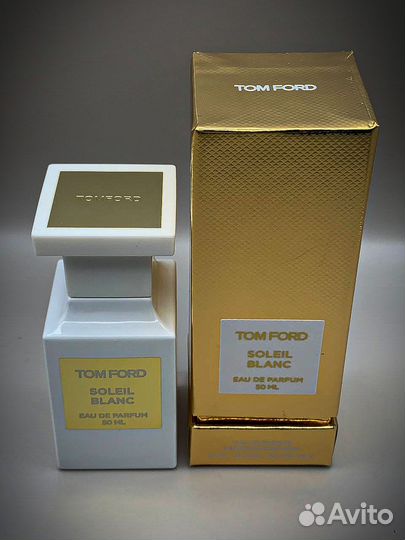 TOM FORD
TOM FORD
TOM FORD
SOLEIL
BLANC
EAU DE PARFUM
50 ML
TOM FORD
SOLEIL
BLANC
EAU DE PARFUM
50 ML
Avito